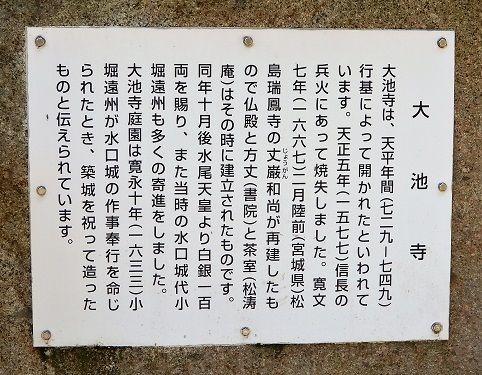 大池寺
大池寺は、天平年間(七二九ー七四九)
行基によって開かれたといわれて
います。天正五年(一五七七)信長の
兵火にあって焼失しました。寛文
七年(一六六七)二月陸前(宮城県)松
島瑞鳳寺の丈巌和尚が再建したも
じょうがん
ので仏殿と方丈(書院)と茶室(松涛
庵)はその時に建立されたものです。
同年十月後水尾天皇より白銀一百
両を賜り、また当時の水口城代小
堀遠州も多くの寄進をしました。
大池寺庭園は寛永十年(一六三三)小
堀遠州が水口城の作事奉行を命じ
られたとき、築城を祝って造った
ものと伝えられています。